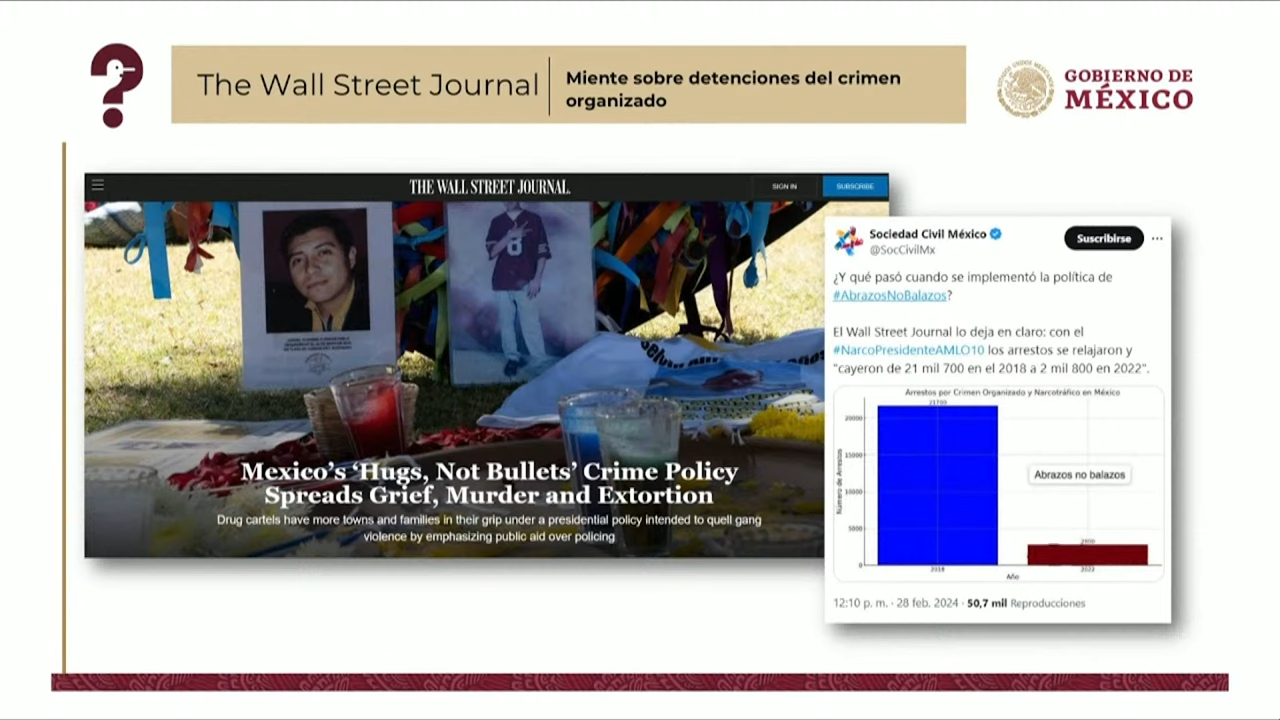 The Wall Street Journal
Miente sobre detenciones del crimen
organizado
GOBIERNO DE
MÉXICO
THE WALL STREET JOURNAL.
SIGN IN
SUBSCRIBE
8
Mexico's 'Hugs, Not Bullets' Crime Policy
Spreads Grief, Murder and Extortion
Drug cartels have more towns and families in their grip under a presidential policy intended to quell gang
violence by emphasizing public aid over policing
Sociedad Civil México
@SocCivilMx
Suscribirse
¿Y qué pasó cuando se implementó la política de
#AbrazosNoBalazos?
El Wall Street Journal lo deja en claro: con el
#NarcoPresidenteAMLO10 los arrestos se relajaron y
"cayeron de 21 mil 700 en el 2018 a 2 mil 800 en 2022".
Arrestos por Crimen Organizado y Narcotráfico en México
21700
20000
15000
Abrazos no balazos
10000
Número de Arrestos
5000
2800
0
2018
2022
Año
12:10 p. m. · 28 feb. 2024 · 50,7 mil Reproducciones